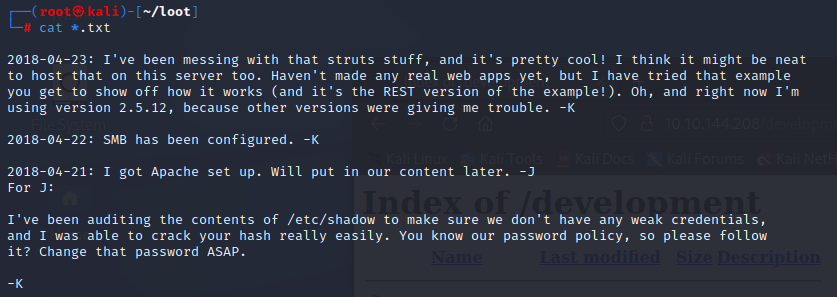 ┌──(root㉿kali)-[~/loot]
└─# cat *.txt
2018-04-23: I've been messing with that struts stuff, and it's pretty cool! I think it might be neat
to host that on this server too. Haven't made any real web apps yet, but I have tried that example
you get to show off how it works (and it's the REST version of the example!). Oh, and right now I'm
using version 2.5.12, because other versions were giving me trouble. -K
2018-04-22: SMB has been configured. -K
2018-04-21: I got Apache set up. Will put in our content later. -J
For J:
I've been auditing the contents of /etc/shadow to make sure we don't have any weak credentials,
and I was able to crack your hash really easily. You know our password policy, so please follow
it? Change that password ASAP.
-K
File System
10.10.144.208/
Kali Linux Kali Tools Kali Docs Kali Forums
Index of /development
Name Last modified Size Description